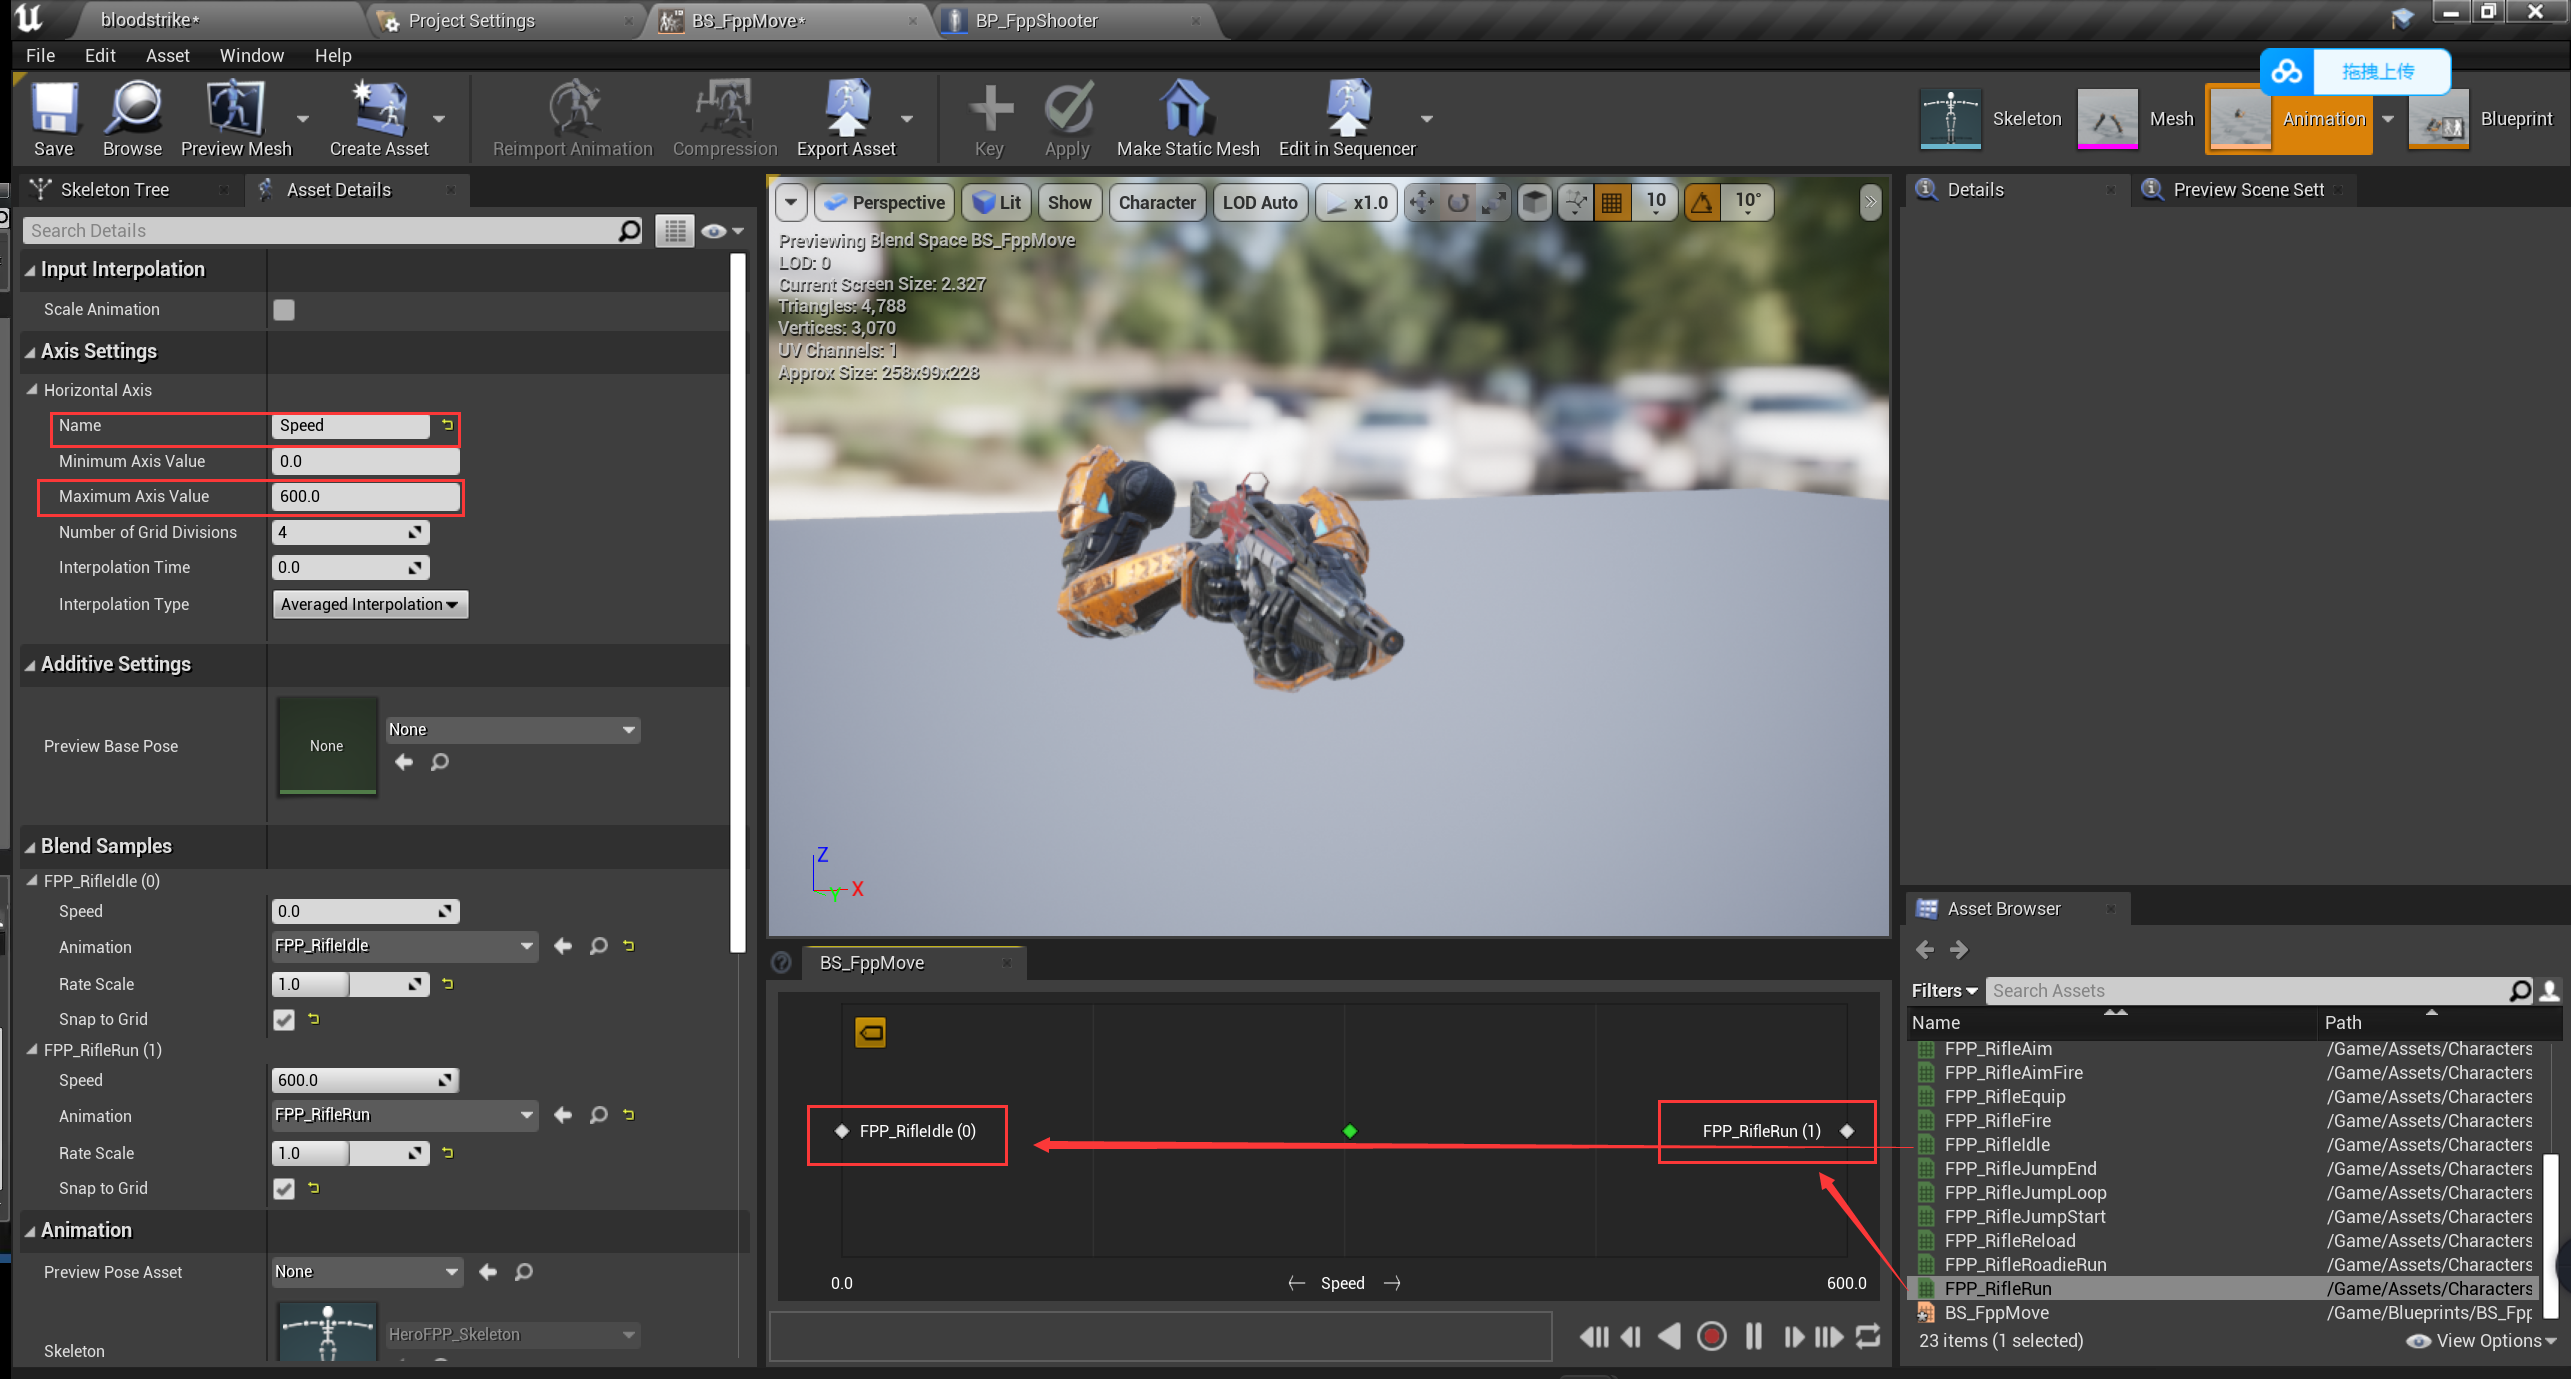 bloodstrike*
Project Settings
BS_FppMove*
BP_FppShooter
File Edit Asset Window Help
拖拽上传
Save
Browse
Preview Mesh
Create Asset
Reimport Animation
Compression
Export Asset
Key
Apply
Make Static Mesh
Edit in Sequencer
Skeleton
Mesh
Animation
Blueprint
Skeleton Tree
Asset Details
Search Details
Input Interpolation
Scale Animation
Axis Settings
Horizontal Axis
Name Speed
Minimum Axis Value 0.0
Maximum Axis Value 600.0
Number of Grid Divisions 4
Interpolation Time 0.0
Interpolation Type Averaged Interpolation
Additive Settings
Preview Base Pose None None
Blend Samples
FPP_RifleIdle (0)
Speed 0.0
Animation FPP_RifleIdle
Rate Scale 1.0
Snap to Grid
FPP_RifleRun (1)
Speed 600.0
Animation FPP_RifleRun
Rate Scale 1.0
Snap to Grid
Animation
Preview Pose Asset None
Skeleton HeroFPP_Skeleton
Perspective Lit Show Character LOD Auto x1.0 10 10°
Previewing Blend Space BS_FppMove
LOD: 0
Current Screen Size: 2.327
Triangles: 4,788
Vertices: 3,070
UV Channels: 1
Approx Size: 258x99x228
Z
Y
X
BS_FppMove
FPP_RifleIdle (0)
FPP_RifleRun (1)
0.0 Speed 600.0
Details
Preview Scene Sett
Asset Browser
Filters Search Assets
Name Path
FPP_RifleAim /Game/Assets/Characters
FPP_RifleAimFire /Game/Assets/Characters
FPP_RifleEquip /Game/Assets/Characters
FPP_RifleFire /Game/Assets/Characters
FPP_RifleIdle /Game/Assets/Characters
FPP_RifleJumpEnd /Game/Assets/Characters
FPP_RifleJumpLoop /Game/Assets/Characters
FPP_RifleJumpStart /Game/Assets/Characters
FPP_RifleReload /Game/Assets/Characters
FPP_RifleRoadieRun /Game/Assets/Characters
FPP_RifleRun /Game/Assets/Characters
BS_FppMove /Game/Blueprints/BS_Fpp
23 items (1 selected) View Options